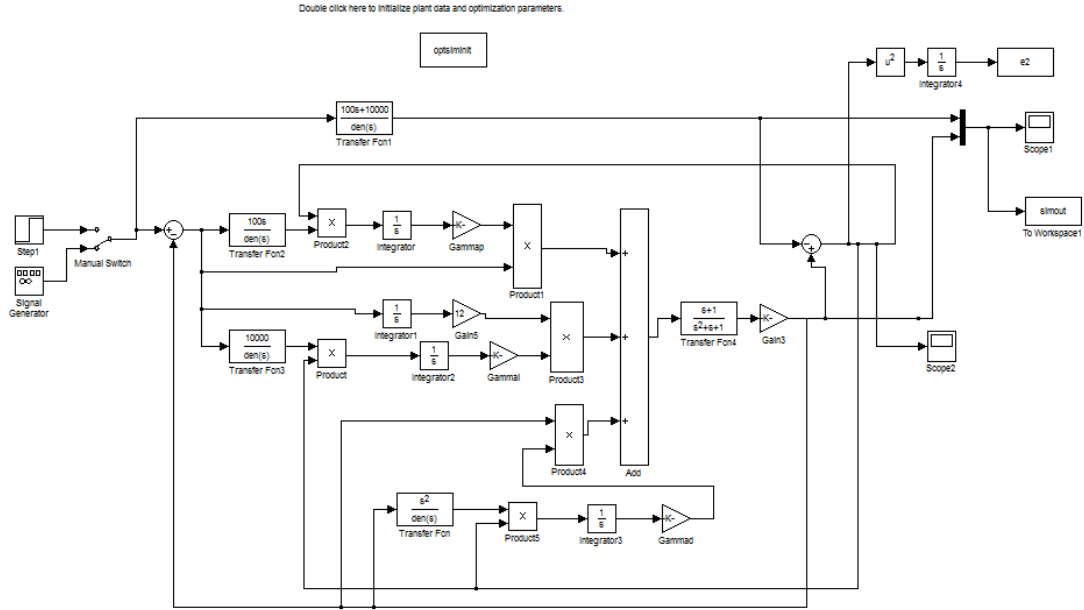 Double click here to initialize plant data and optimization parameters.
optsiminit
u2
1
s
Integrator4
e2
100s+10000
den(s)
Transfer Fcn1
Scope1
simout
To Workspace1
Step1
Manual Switch
Signal
Generator
100s
den(s)
Transfer Fcn2
X
Product2
1
s
Integrator
K-
Gammap
X
Product1
1
s
Integrator1
12
Gain5
10000
den(s)
Transfer Fcn3
X
Product
1
s
Integrator2
K-
GammaI
X
Product3
+
+
+
Add
s+1
s2+s+1
Transfer Fcn4
K-
Gain3
Scope2
X
Product4
s2
den(s)
Transfer Fcn
X
Product5
1
s
Integrator3
K-
Gammad